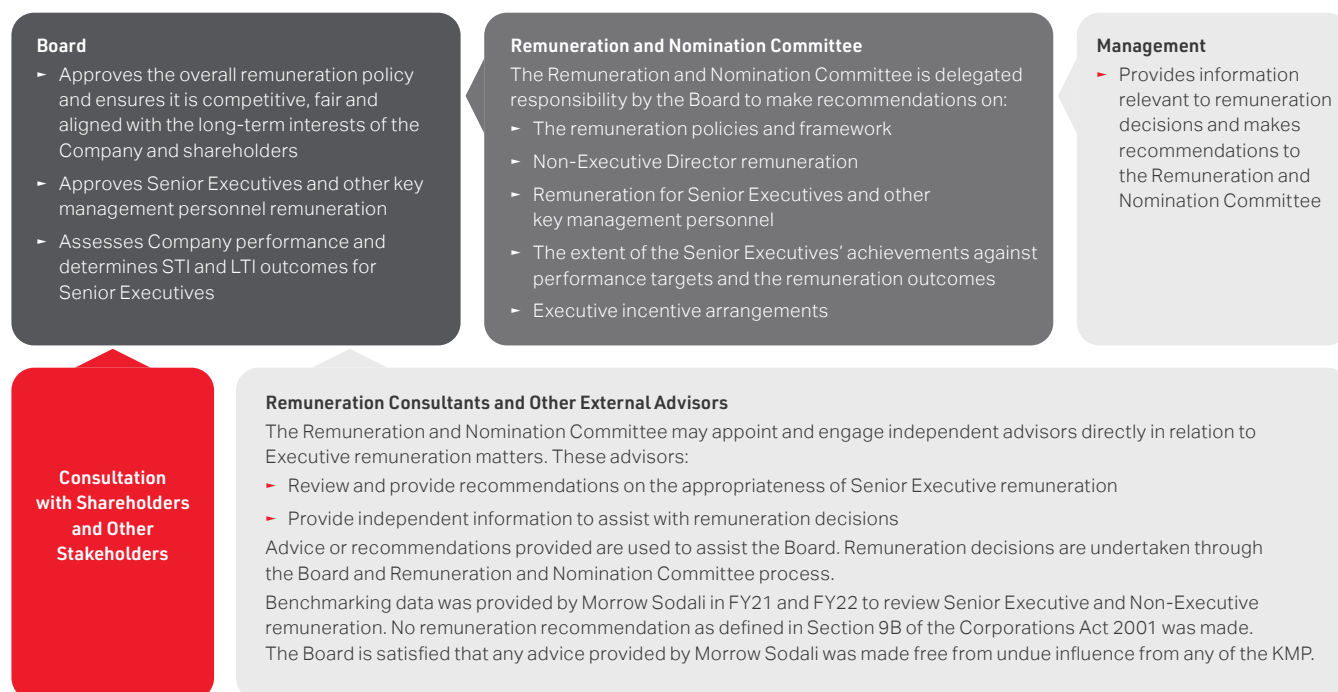 Board
► Approves the overall remuneration policy
and ensures it is competitive, fair and
aligned with the long-term interests of the
Company and shareholders
► Approves Senior Executives and other key
management personnel remuneration
► Assesses Company performance and
determines STI and LTI outcomes for
Senior Executives
Remuneration and Nomination Committee
The Remuneration and Nomination Committee is delegated
responsibility by the Board to make recommendations on:
► The remuneration policies and framework
► Non-Executive Director remuneration
► Remuneration for Senior Executives and other
key management personnel
► The extent of the Senior Executives’ achievements against
performance targets and the remuneration outcomes
► Executive incentive arrangements
Management
► Provides information
relevant to remuneration
decisions and makes
recommendations to
the Remuneration and
Nomination Committee
Consultation
with Shareholders
and Other
Stakeholders
Remuneration Consultants and Other External Advisors
The Remuneration and Nomination Committee may appoint and engage independent advisors directly in relation to
Executive remuneration matters. These advisors:
► Review and provide recommendations on the appropriateness of Senior Executive remuneration
► Provide independent information to assist with remuneration decisions
Advice or recommendations provided are used to assist the Board. Remuneration decisions are undertaken through
the Board and Remuneration and Nomination Committee process.
Benchmarking data was provided by Morrow Sodali in FY21 and FY22 to review Senior Executive and Non-Executive
remuneration. No remuneration recommendation as defined in Section 9B of the Corporations Act 2001 was made.
The Board is satisfied that any advice provided by Morrow Sodali was made free from undue influence from any of the KMP.